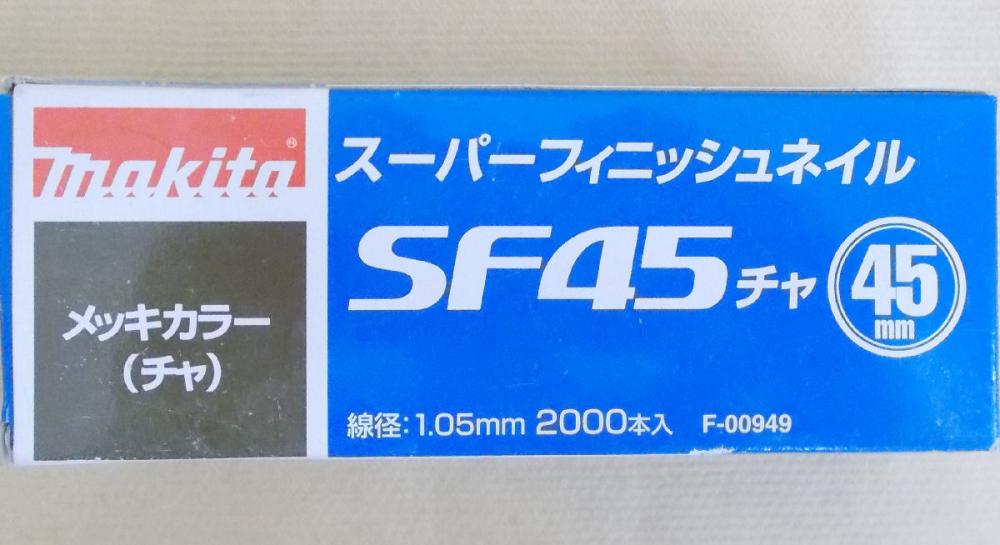 makita®
メッキカラー
(チャ)
スーパーフィニッシュネイル
SF45チャ
45
mm
線径:1.05mm 2000本入 F-00949